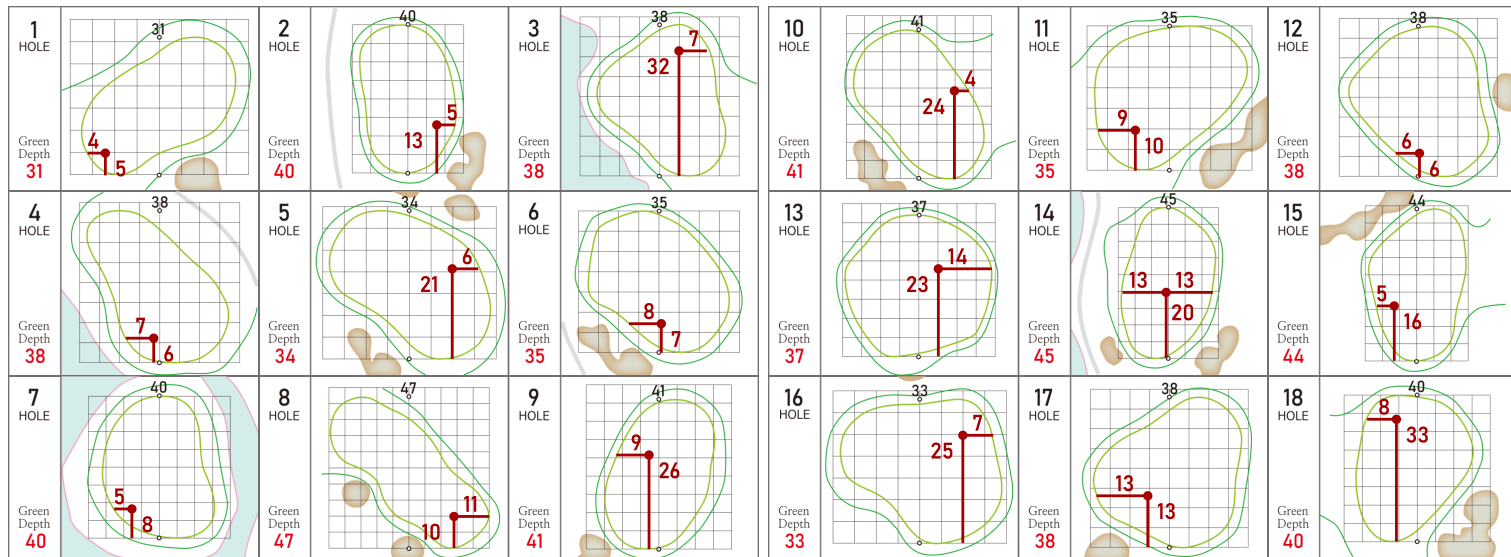 1
HOLE
Green
Depth
31
31
4
5
2
HOLE
Green
Depth
40
40
5
13
3
HOLE
Green
Depth
38
38
7
32
4
HOLE
Green
Depth
38
38
7
6
5
HOLE
Green
Depth
34
34
6
21
6
HOLE
Green
Depth
35
35
8
7
7
HOLE
Green
Depth
40
40
5
8
8
HOLE
Green
Depth
47
47
11
10
9
HOLE
Green
Depth
41
41
9
26
10
HOLE
Green
Depth
41
41
4
24
11
HOLE
Green
Depth
35
35
9
10
12
HOLE
Green
Depth
38
38
6
6
13
HOLE
Green
Depth
37
37
14
23
14
HOLE
Green
Depth
45
45
13 13
20
15
HOLE
Green
Depth
44
44
5
16
16
HOLE
Green
Depth
33
33
7
25
17
HOLE
Green
Depth
38
38
13
13
18
HOLE
Green
Depth
40
40
8
33